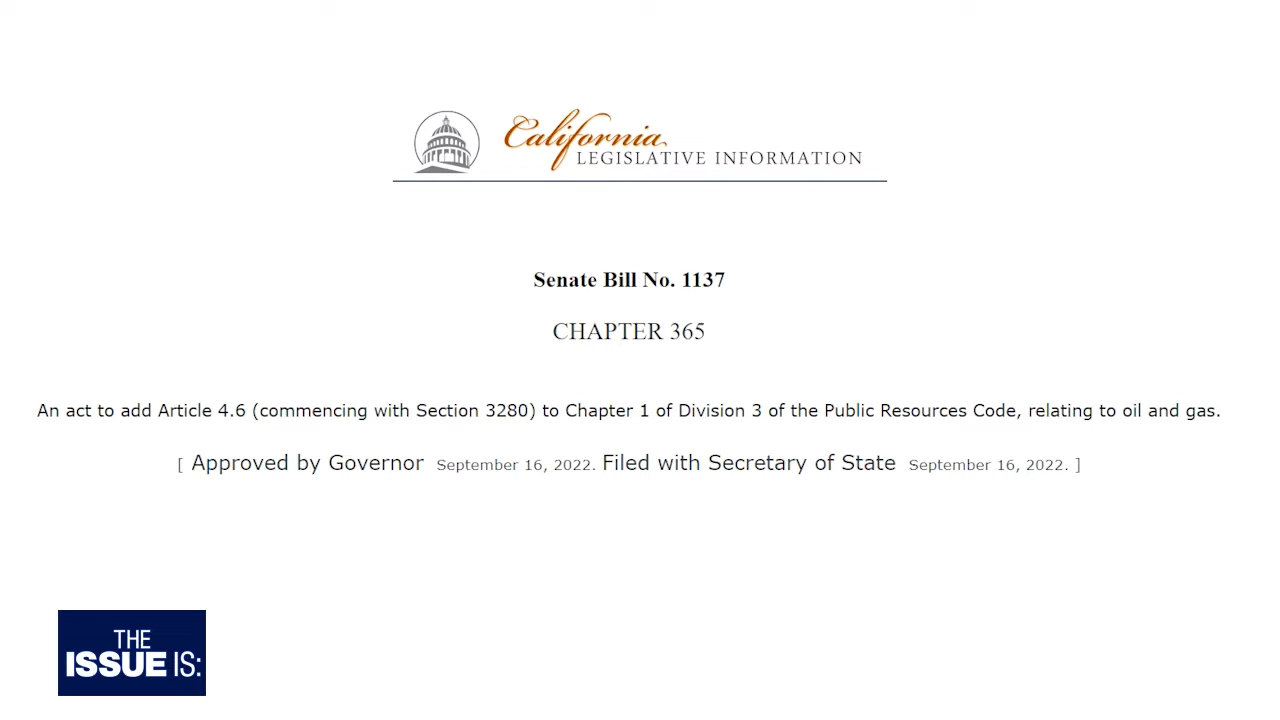 California
LEGISLATIVE INFORMATION
Senate Bill No. 1137
CHAPTER 365
An act to add Article 4.6 (commencing with Section 3280) to Chapter 1 of Division 3 of the Public Resources Code, relating to oil and gas.
[ Approved by Governor September 16, 2022. Filed with Secretary of State September 16, 2022. ]
THE
ISSUE IS: